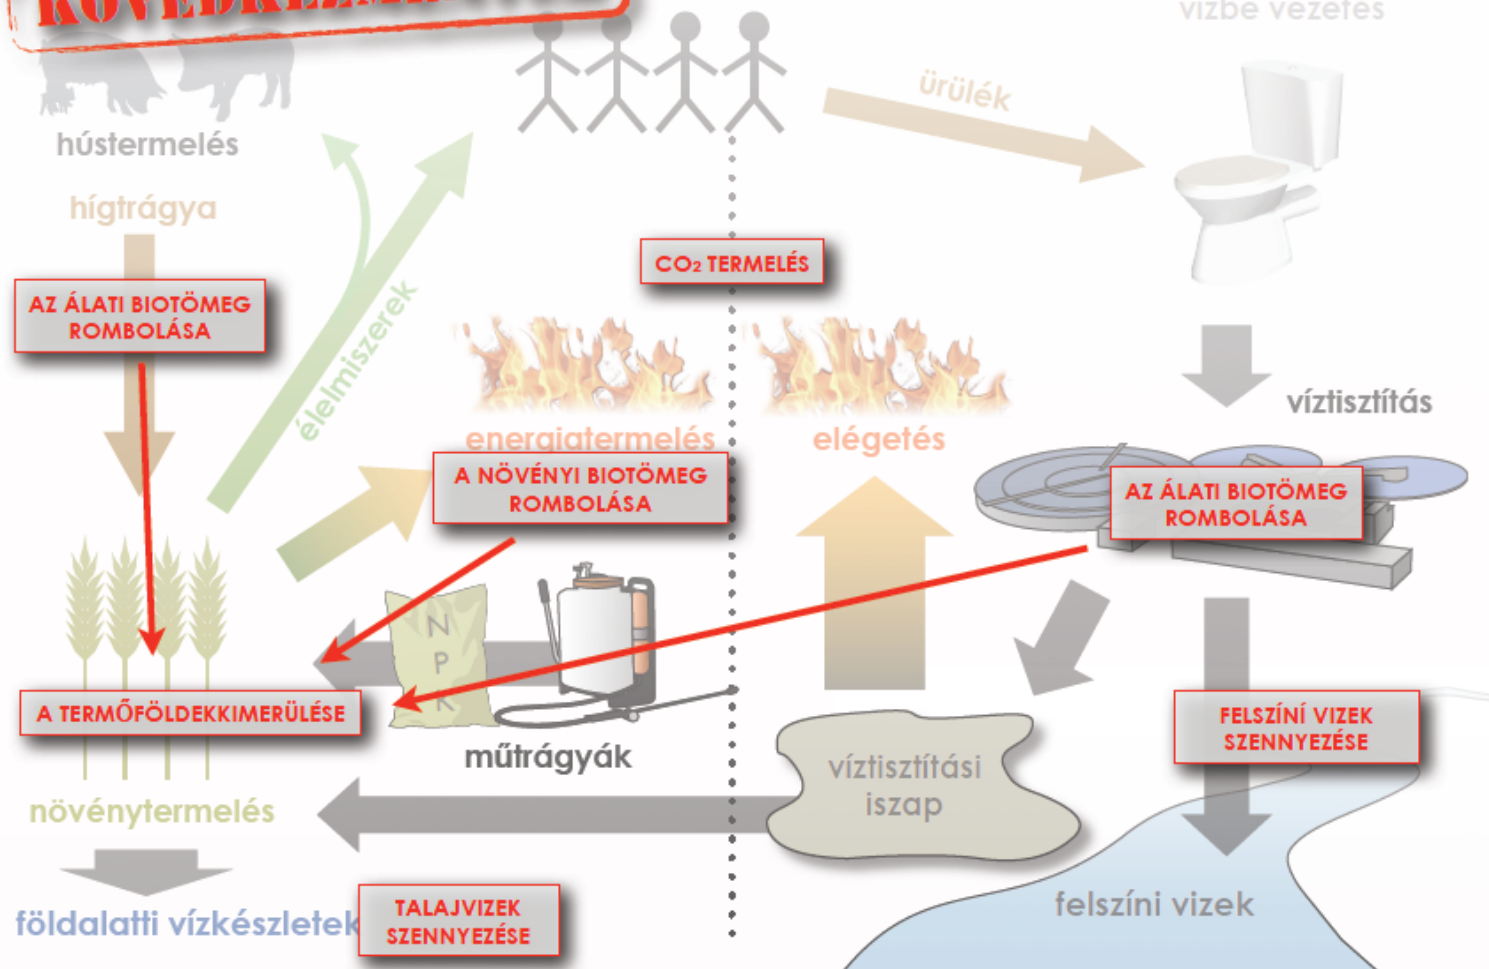 vízbe vezetés
ürülék
hústermelés
hígtrágya
CO₂ TERMELÉS
AZ ÁLATI BIOTÖMEG
ROMBOLÁSA
élelmiszerek
víztisztítás
energiatermelés
elégetés
A NÖVÉNYI BIOTÖMEG
ROMBOLÁSA
AZ ÁLATI BIOTÖMEG
ROMBOLÁSA
N
P
K
A TERMŐFÖLDEKKIMERÜLÉSE
FELSZÍNÍ VIZEK
SZENNYEZÉSE
műtrágyák
víztisztítási
iszap
növénytermelés
földalatti vízkészletek
TALAJVIZEK
SZENNYEZÉSE
felszíni vizek